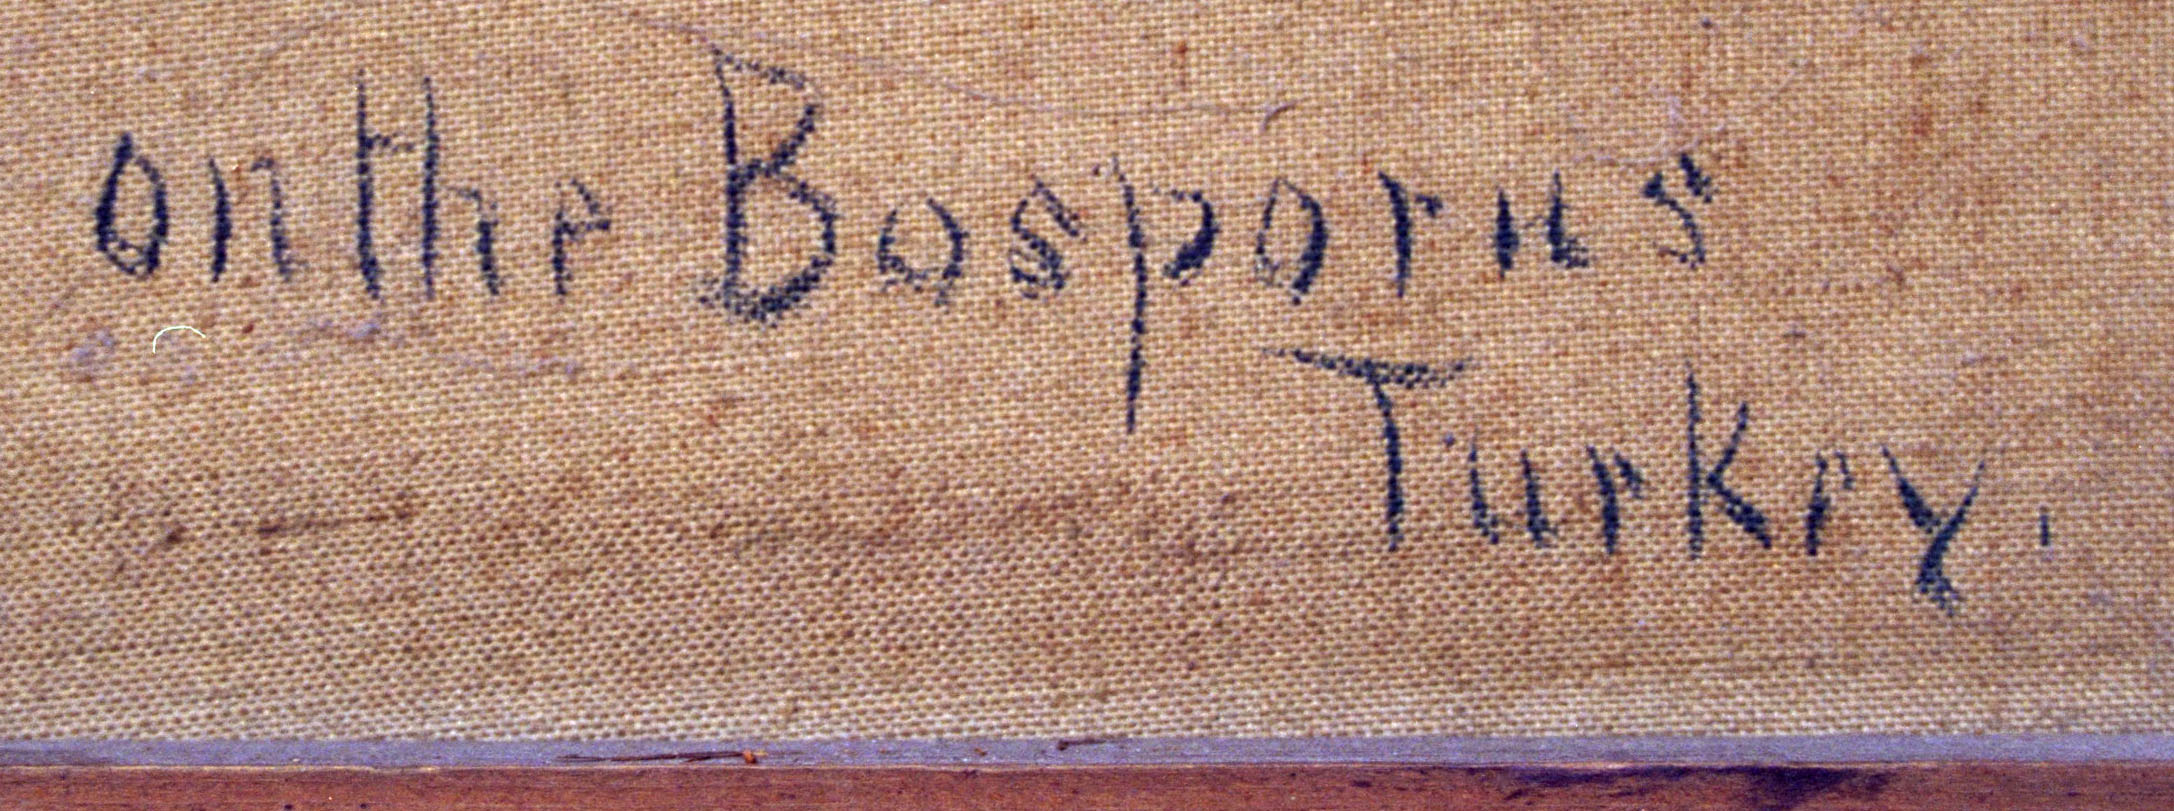 on the Bosporus
Turkey.